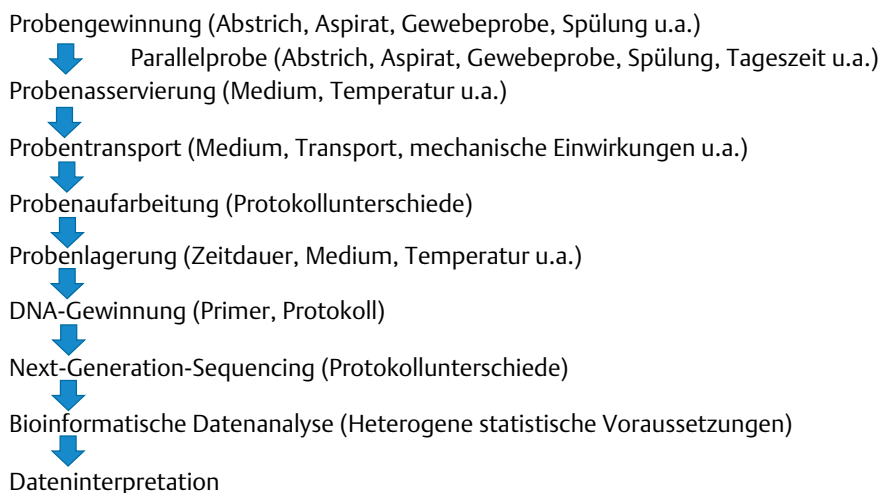 Probengewinnung (Abstrich, Aspirat, Gewebeprobe, Spülung u.a.)
Parallelprobe (Abstrich, Aspirat, Gewebeprobe, Spülung, Tageszeit u.a.)
Probenasservierung (Medium, Temperatur u.a.)
Probentransport (Medium, Transport, mechanische Einwirkungen u.a.)
Probenaufarbeitung (Protokollunterschiede)
Probenlagerung (Zeitdauer, Medium, Temperatur u.a.)
DNA-Gewinnung (Primer, Protokoll)
Next-Generation-Sequencing (Protokollunterschiede)
Bioinformatische Datenanalyse (Heterogene statistische Voraussetzungen)
Dateninterpretation